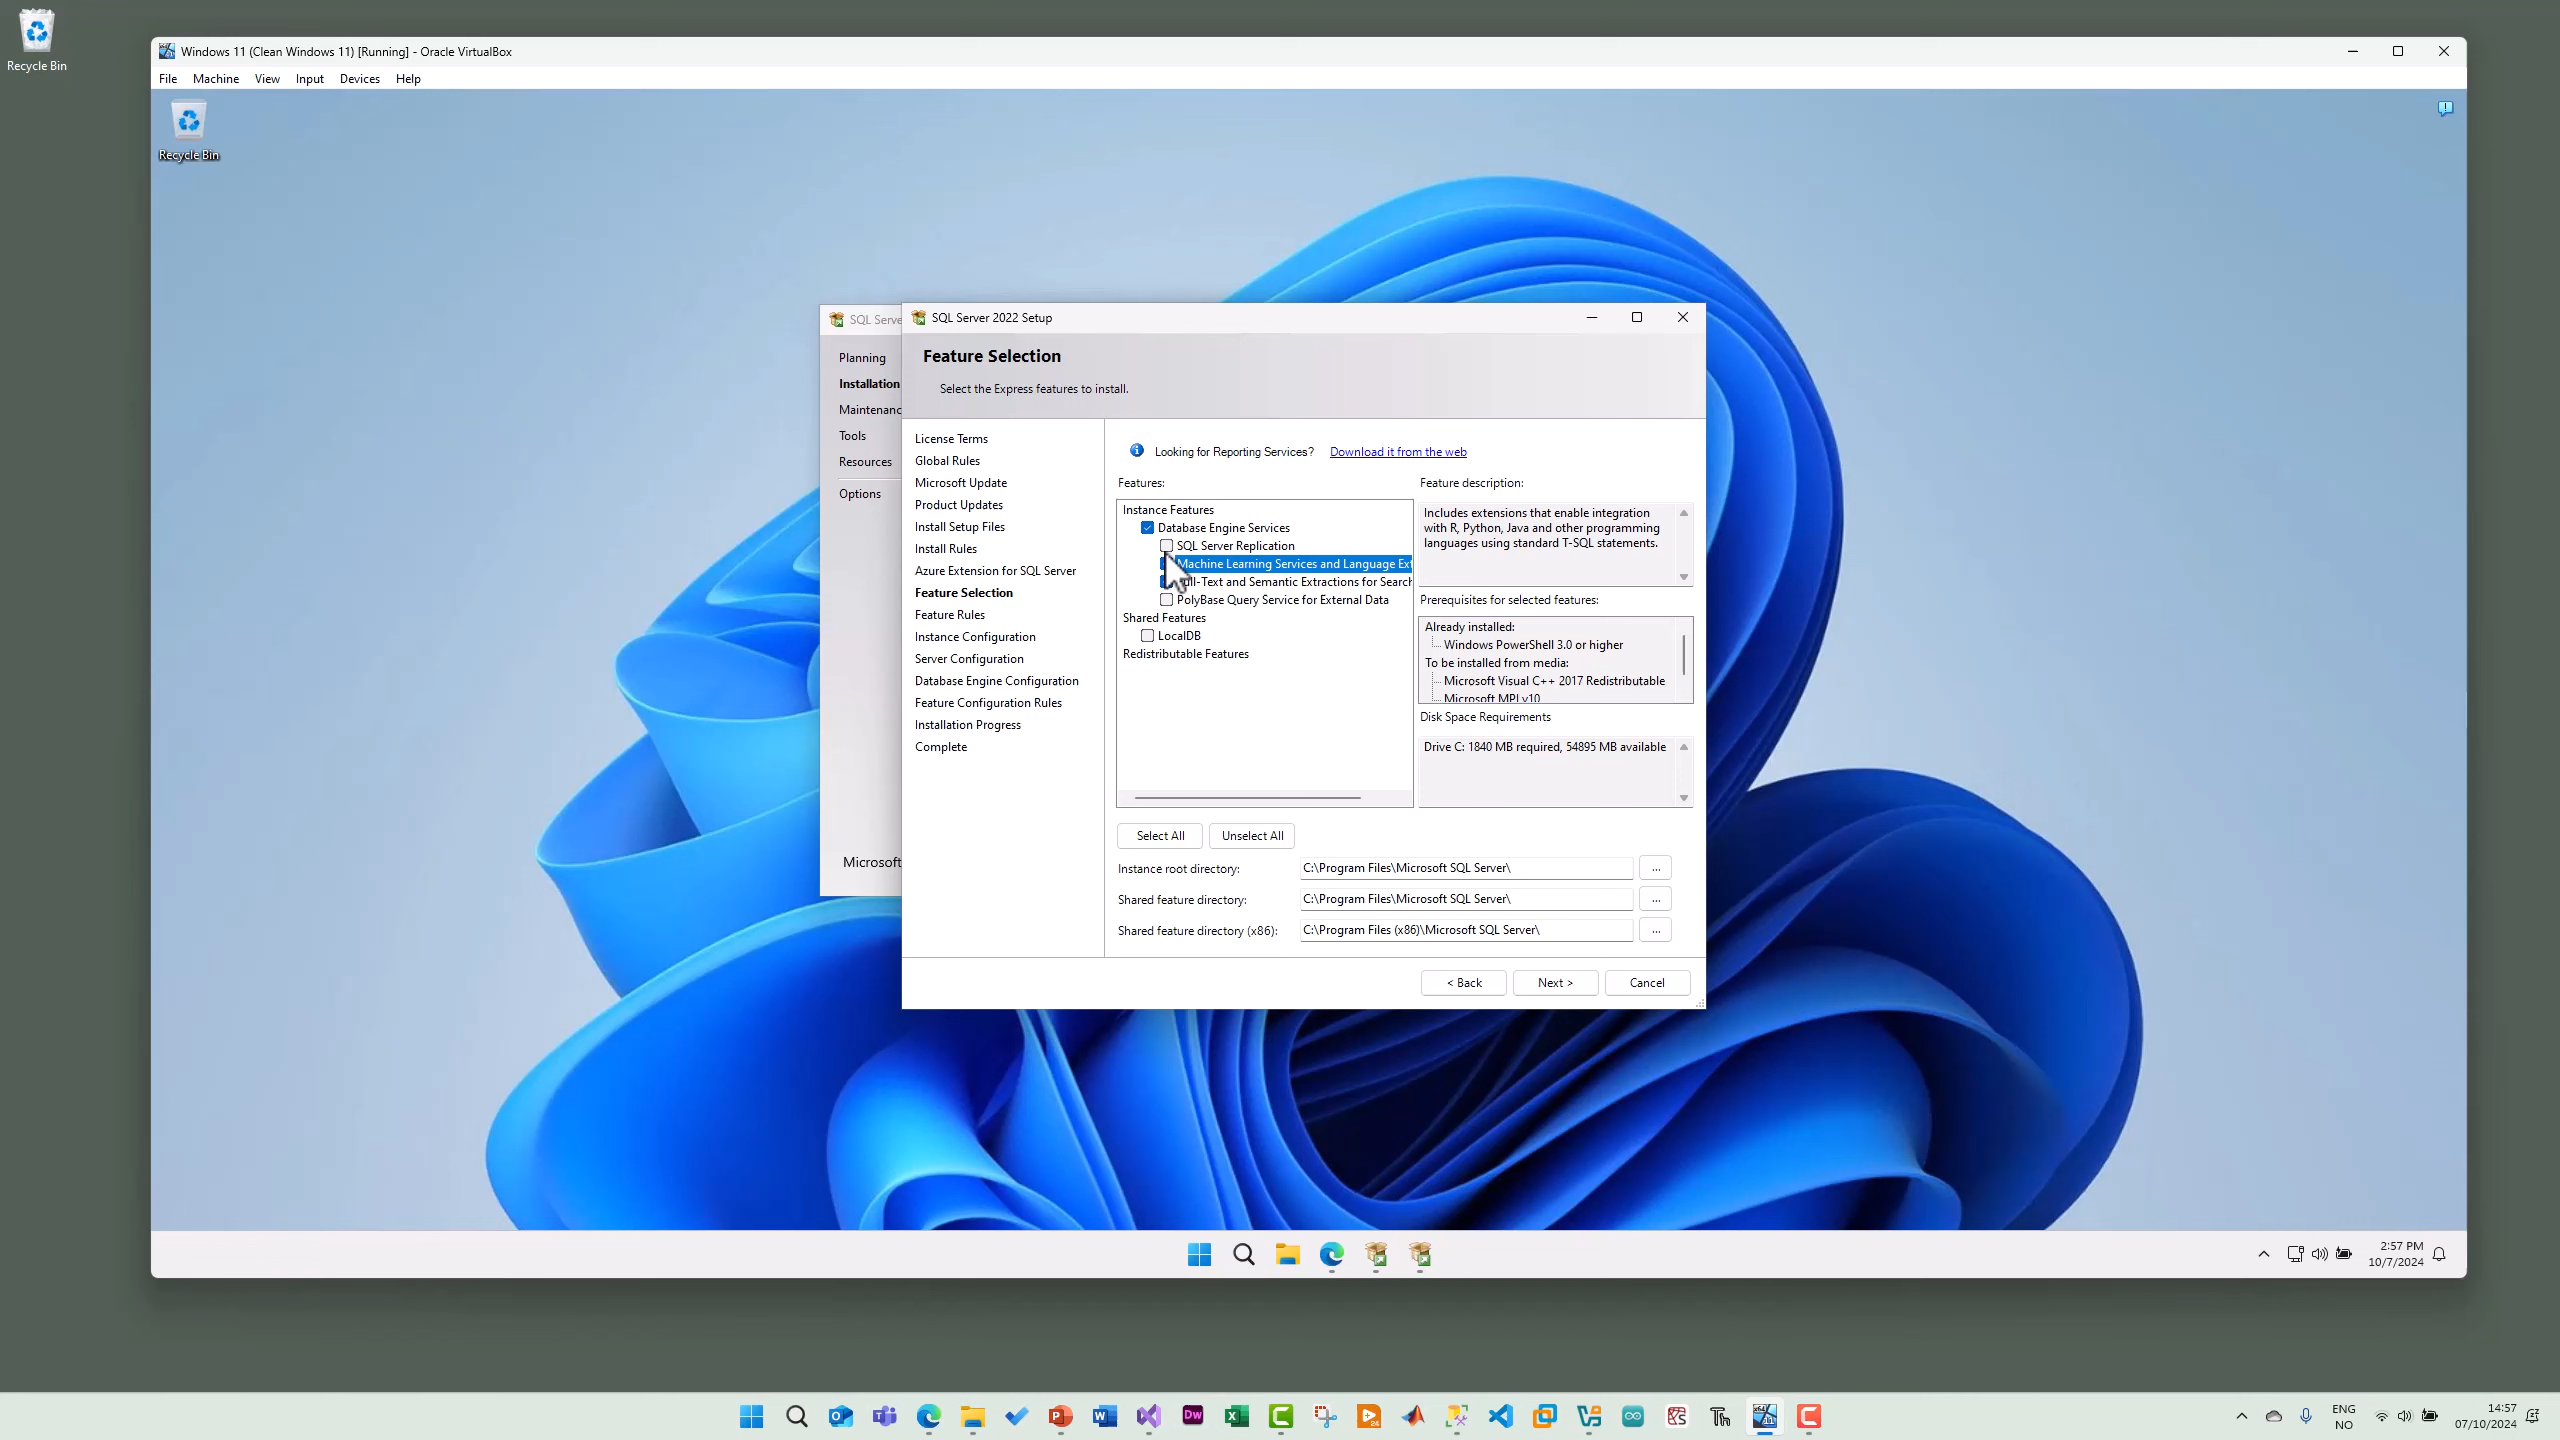 Recycle Bin
Windows 11 (Clean Windows 11) [Running] - Oracle VirtualBox
File Machine View Input Devices Help
Recycle Bin
SQL Serve
Planning
Installation
Maintenanc
Tools
Resources
Options
Microsoft
SQL Server 2022 Setup
Feature Selection
Select the Express features to install.
License Terms
Global Rules
Microsoft Update
Product Updates
Install Setup Files
Install Rules
Azure Extension for SQL Server
Feature Selection
Feature Rules
Instance Configuration
Server Configuration
Database Engine Configuration
Feature Configuration Rules
Installation Progress
Complete
Looking for Reporting Services? Download it from the web
Features:
Instance Features
Database Engine Services
SQL Server Replication
Machine Learning Services and Language Ext
ll-Text and Semantic Extractions for Search
PolyBase Query Service for External Data
Shared Features
LocalDB
Redistributable Features
Feature description:
Includes extensions that enable integration
with R, Python, Java and other programming
languages using standard T-SQL statements.
Prerequisites for selected features:
Already installed:
Windows PowerShell 3.0 or higher
To be installed from media:
Microsoft Visual C++ 2017 Redistributable
Microsoft MPI v10
Disk Space Requirements
Drive C: 1840 MB required, 54895 MB available
Select All Unselect All
Instance root directory: C:\Program Files\Microsoft SQL Server\ ...
Shared feature directory: C:\Program Files\Microsoft SQL Server\ ...
Shared feature directory (x86): C:\Program Files (x86)\Microsoft SQL Server\ ...
< Back Next > Cancel
2:57 PM
10/7/2024
ENG
NO
14:57
07/10/2024